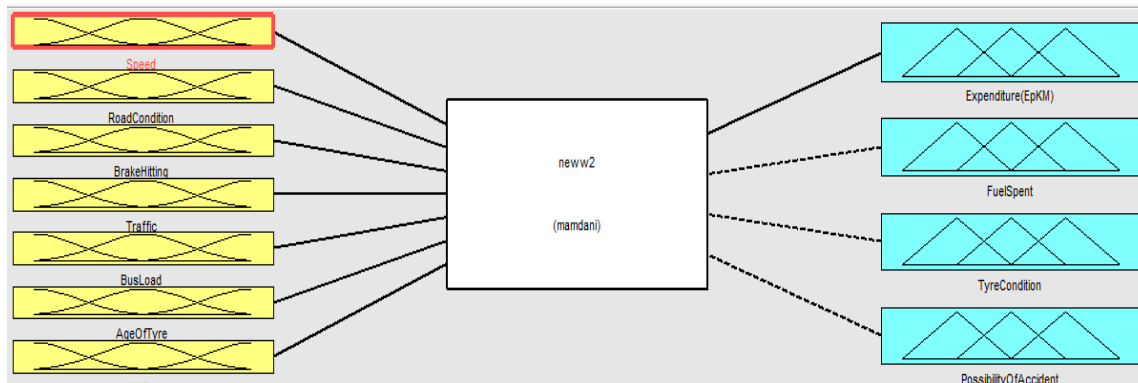 Speed
RoadCondition
BrakeHitting
Traffic
BusLoad
AgeOfTyre
neww2
(mamdani)
Expenditure(EpKM)
FuelSpent
TyreCondition
PossibilityOfAccident